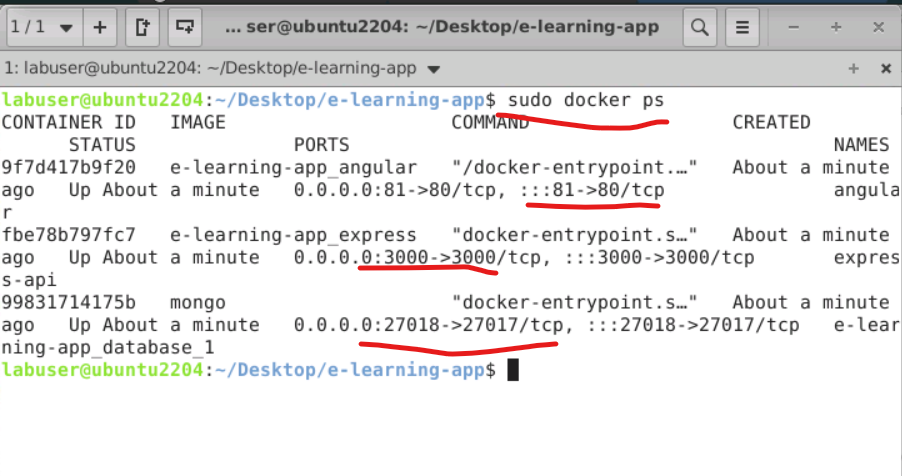 1 / 1
... ser@ubuntu2204: ~/Desktop/e-learning-app
1: labuser@ubuntu2204: ~/Desktop/e-learning-app
labuser@ubuntu2204:~/Desktop/e-learning-app$ sudo docker ps
CONTAINER ID   IMAGE                    COMMAND                  CREATED
      STATUS              PORTS                                           NAMES
9f7d417b9f20   e-learning-app_angular   "/docker-entrypoint.…"   About a minute
ago   Up About a minute   0.0.0.0:81->80/tcp, :::81->80/tcp               angula
r
fbe78b797fc7   e-learning-app_express   "docker-entrypoint.s…"   About a minute
ago   Up About a minute   0.0.0.0:3000->3000/tcp, :::3000->3000/tcp       expres
s-api
99831714175b   mongo                    "docker-entrypoint.s…"   About a minute
ago   Up About a minute   0.0.0.0:27018->27017/tcp, :::27018->27017/tcp   e-lear
ning-app_database_1
labuser@ubuntu2204:~/Desktop/e-learning-app$